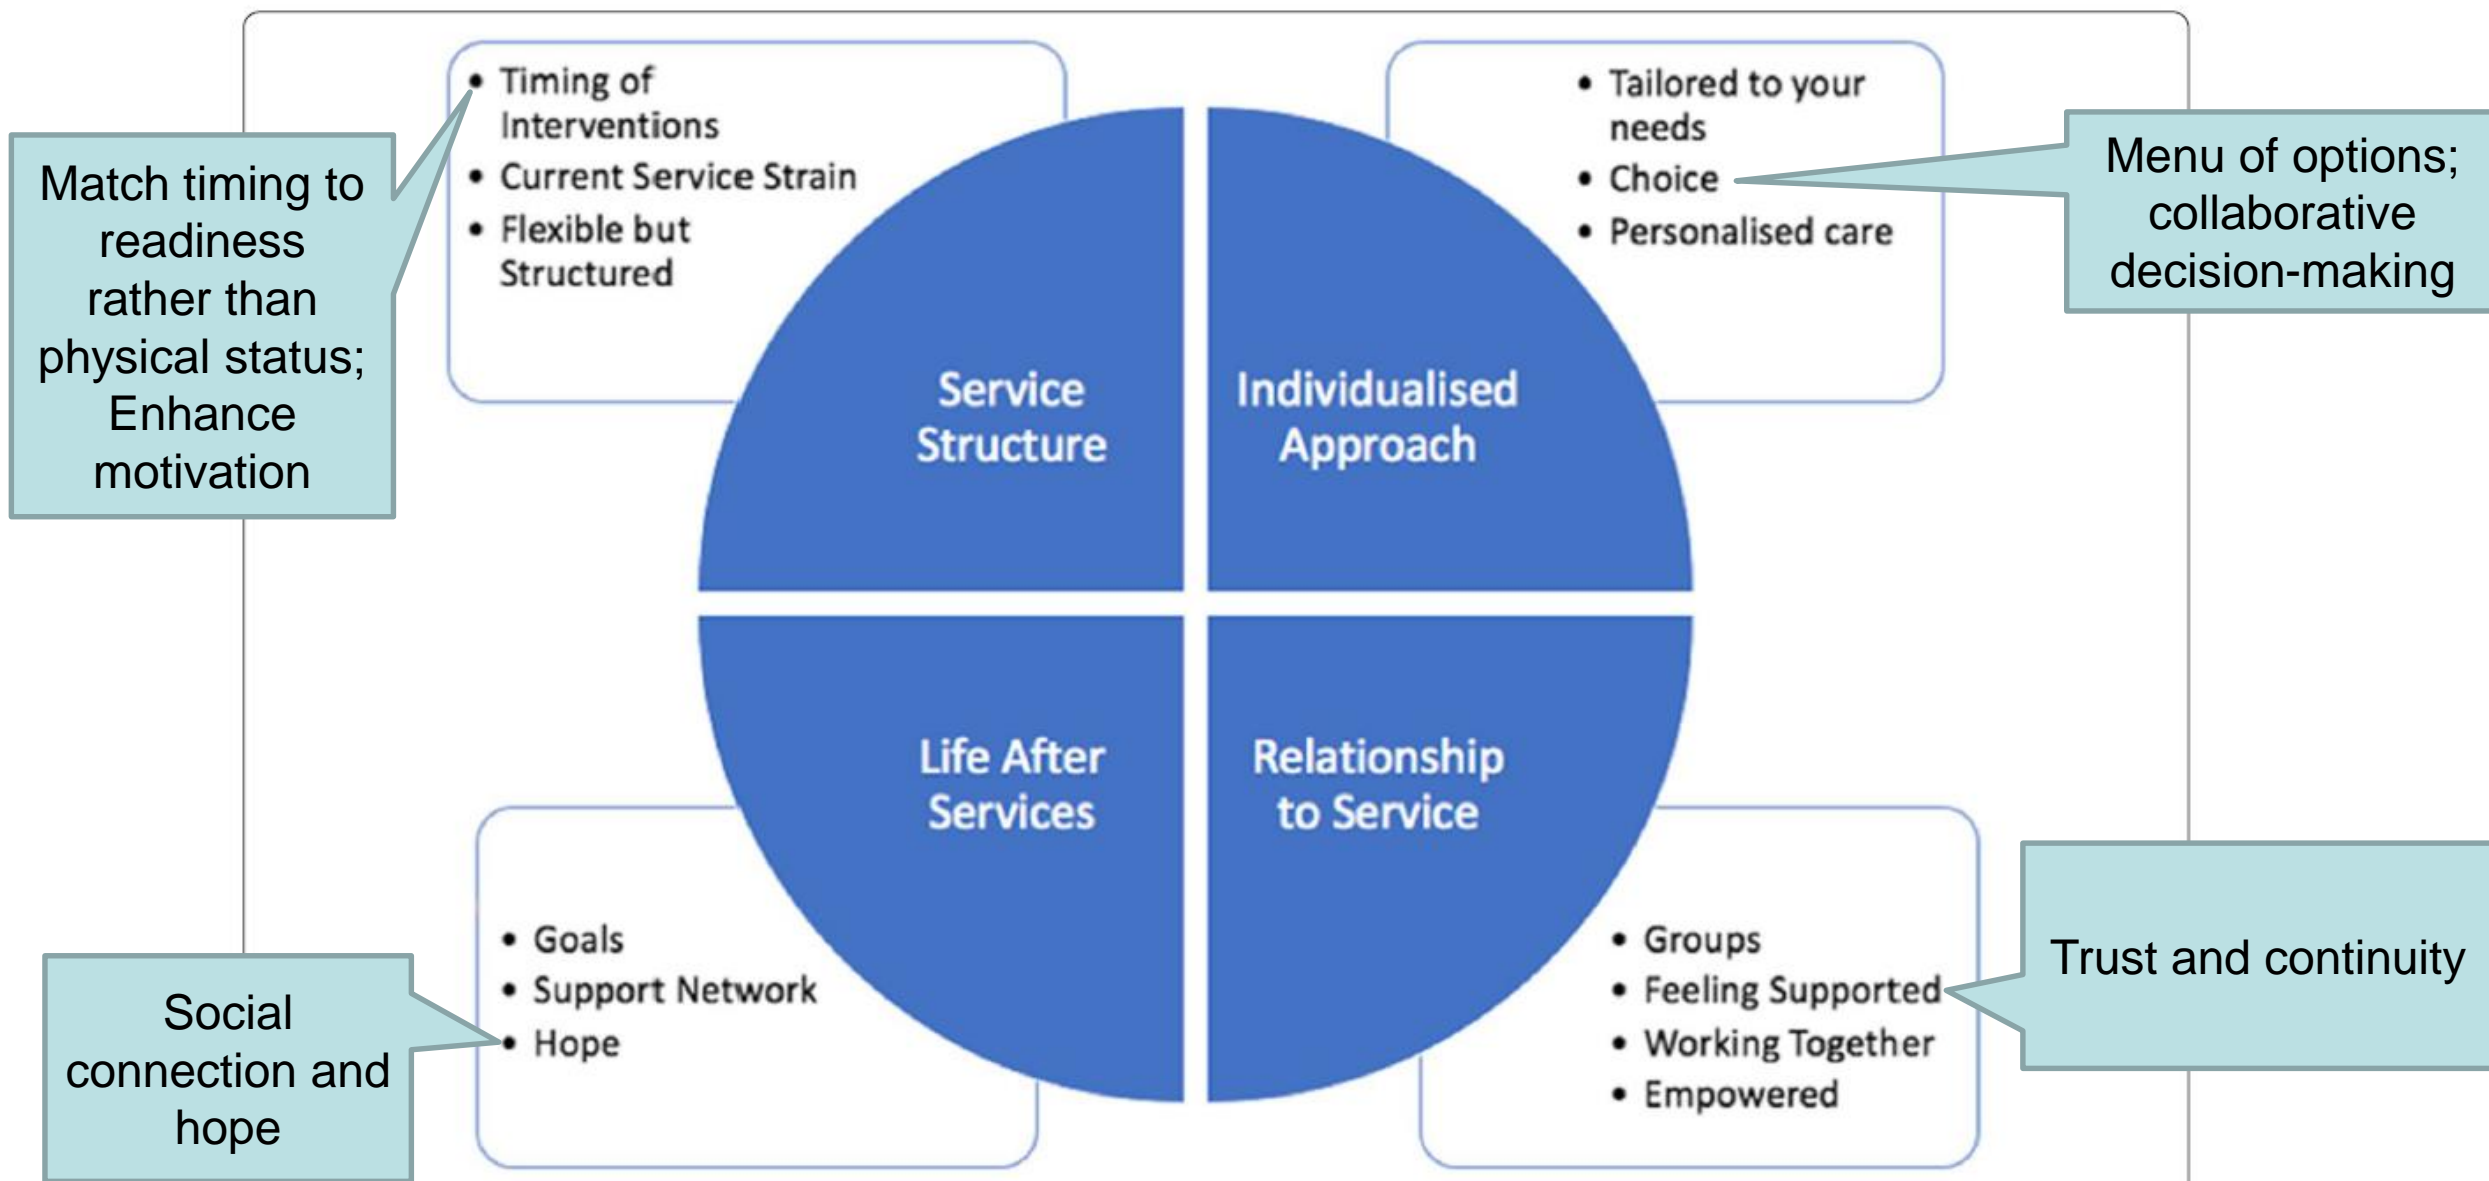 • Timing of
Interventions
• Current Service Strain
• Flexible but
Structured
Match timing to
readiness
rather than
physical status;
Enhance
motivation
• Tailored to your
needs
• Choice
• Personalised care
Menu of options;
collaborative
decision-making
Service
Structure
Individualised
Approach
Life After
Services
Relationship
to Service
• Goals
• Support Network
• Hope
Social
connection and
hope
• Groups
• Feeling Supported
• Working Together
• Empowered
Trust and continuity